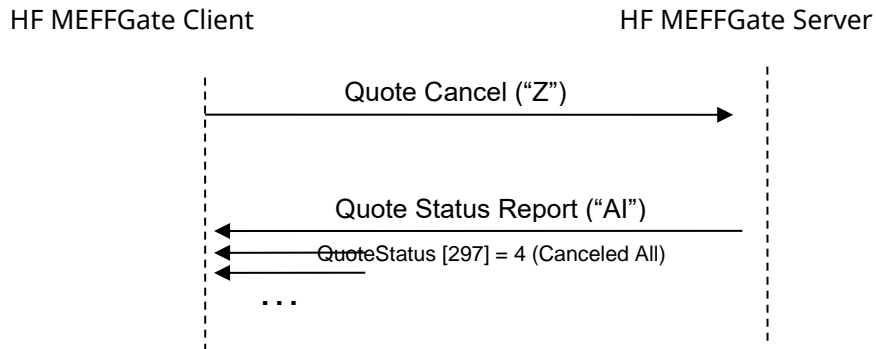 HF MEFFGate Client
HF MEFFGate Server
Quote Cancel (“Z”)
Quote Status Report (“AI”)
QuoteStatus [297] = 4 (Canceled All)
...